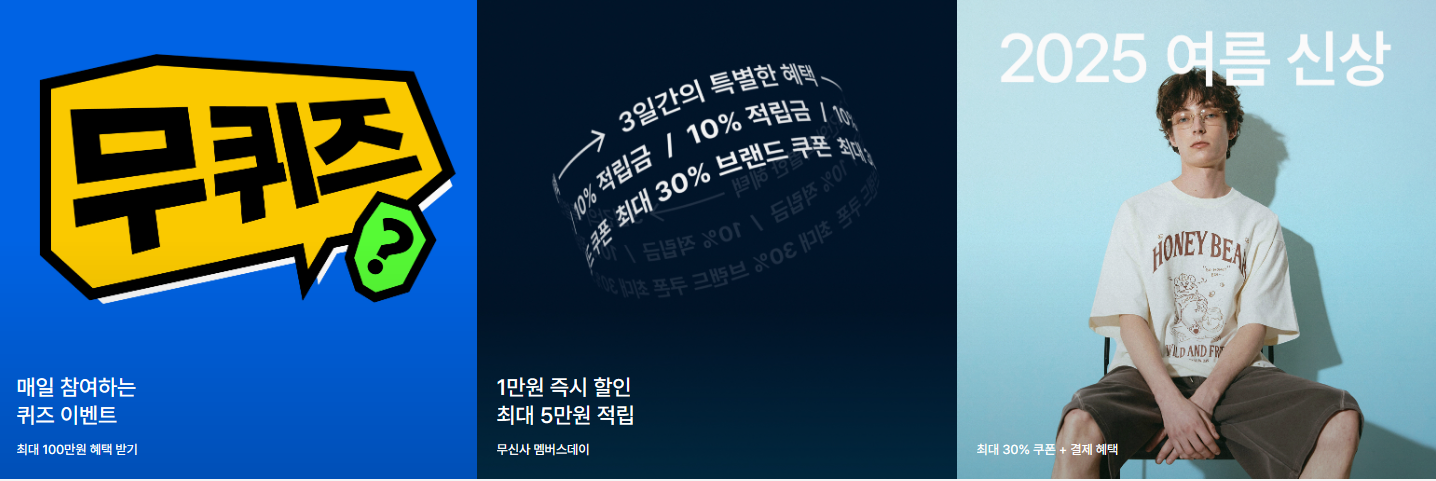 무퀴즈
?
매일 참여하는
퀴즈 이벤트
최대 100만원 혜택 받기
3일간의 특별한 혜택
10% 적립금 / 10% 적립금 / 10%
쿠폰 최대 30% 브랜드 쿠폰 최대
1만원 즉시 할인
최대 5만원 적립
무신사 멤버스데이
2025 여름 신상
HONEY BEAR
최대 30% 쿠폰 + 결제 혜택